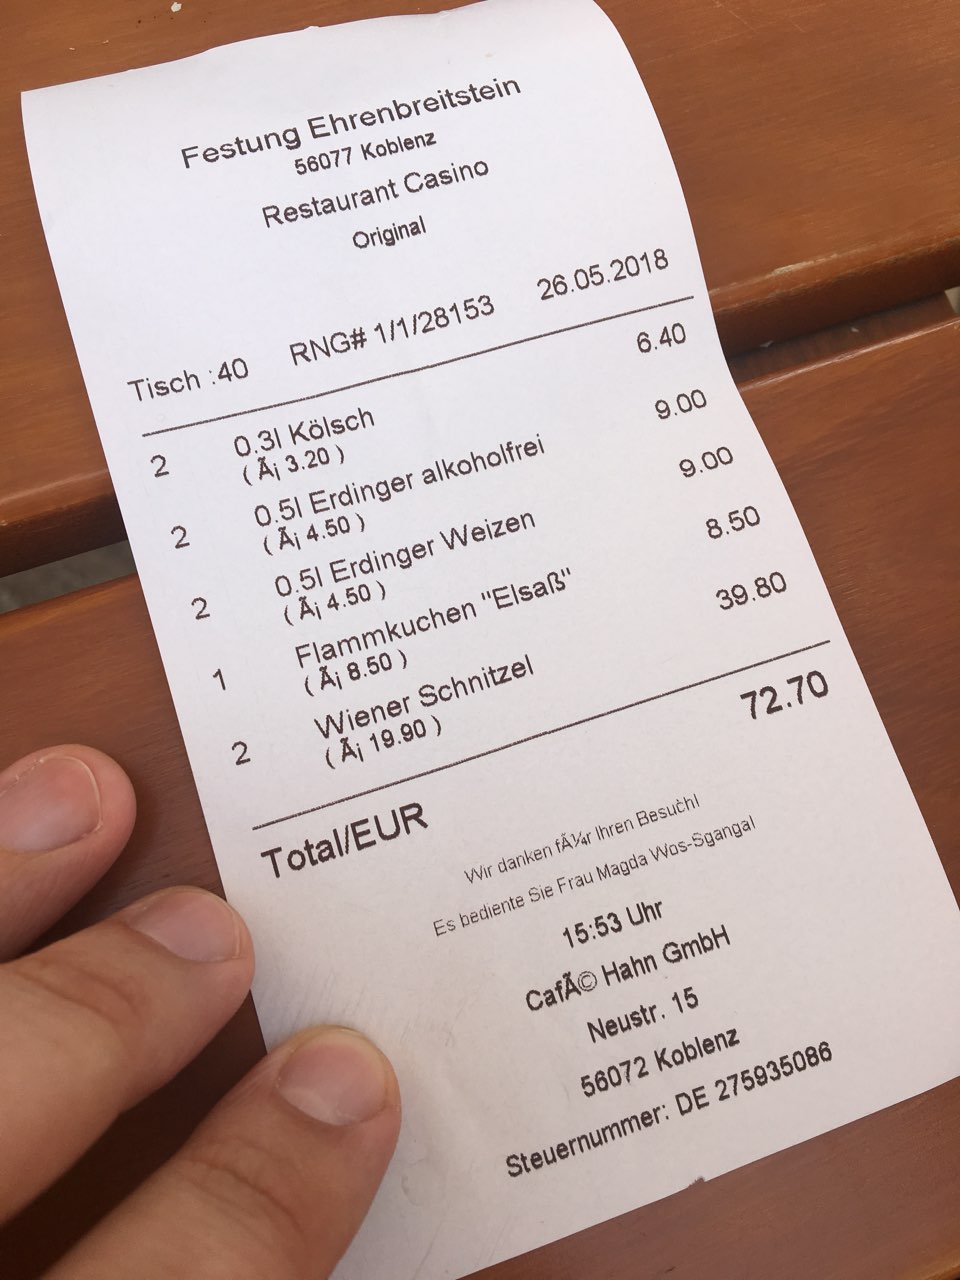 Festung Ehrenbreitstein
56077 Koblenz
Restaurant Casino
Original
Tisch :40 RNG# 1/1/28153 26.05.2018
2 0.3l Kölsch 6.40
( Ã¡ 3.20 )
2 0.5l Erdinger alkoholfrei 9.00
( Ã¡ 4.50 )
2 0.5l Erdinger Weizen 9.00
( Ã¡ 4.50 )
1 Flammkuchen "Elsaß" 8.50
( Ã¡ 8.50 )
2 Wiener Schnitzel 39.80
( Ã¡ 19.90 )
Total/EUR 72.70
Wir danken fÃ¼r Ihren Besuch!
Es bediente Sie Frau Magda Wos-Sgangal
15:53 Uhr
CafÃ© Hahn GmbH
Neustr. 15
56072 Koblenz
Steuernummer: DE 275935086